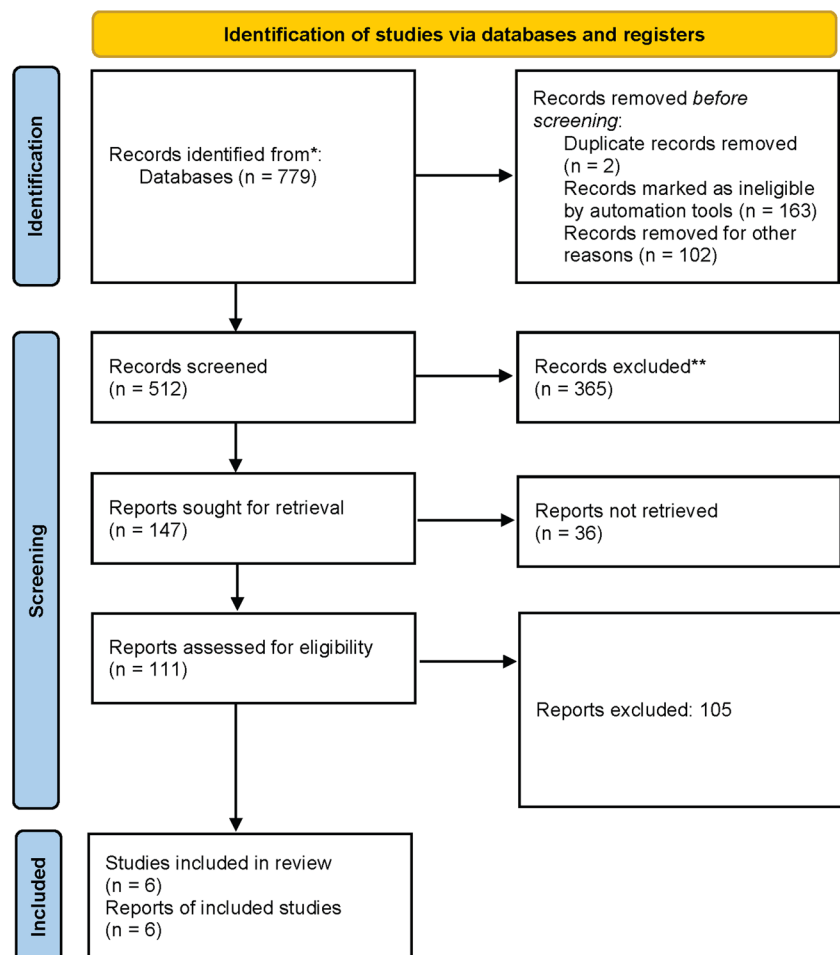 Identification of studies via databases and registers
Identification
Records identified from*:
Databases (n = 779)
Records removed before
screening:
Duplicate records removed
(n = 2)
Records marked as ineligible
by automation tools (n = 163)
Records removed for other
reasons (n = 102)
Screening
Records screened
(n = 512)
Records excluded**
(n = 365)
Reports sought for retrieval
(n = 147)
Reports not retrieved
(n = 36)
Reports assessed for eligibility
(n = 111)
Reports excluded: 105
Included
Studies included in review
(n = 6)
Reports of included studies
(n = 6)